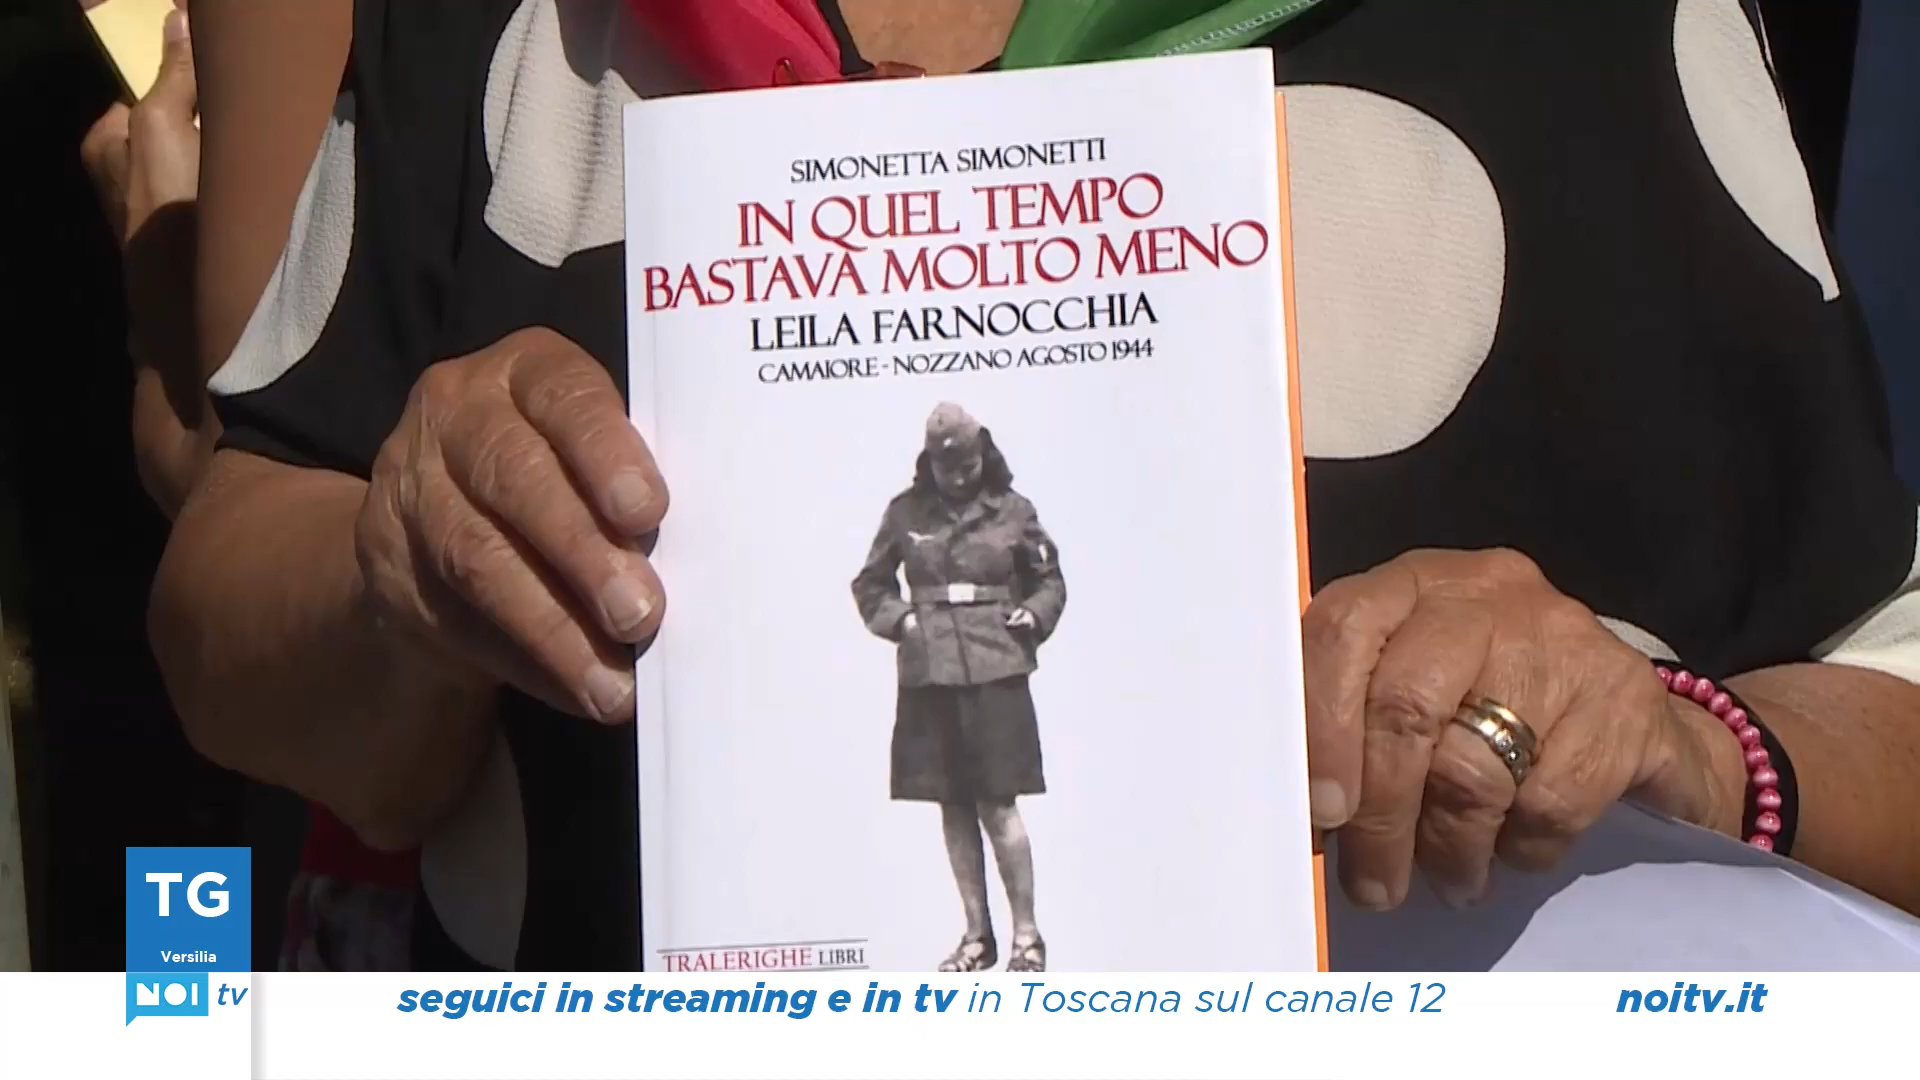 SIMONETTA SIMONETTI
IN QUEL TEMPO
BASTAVA MOLTO MENO
LEILA FARNOCCHIA
CAMAIORE - NOZZANO AGOSTO 1944
TRALERIGHE LIBRI
TG
Versilia
NOI tv
seguici in streaming e in tv in Toscana sul canale 12
noitv.it